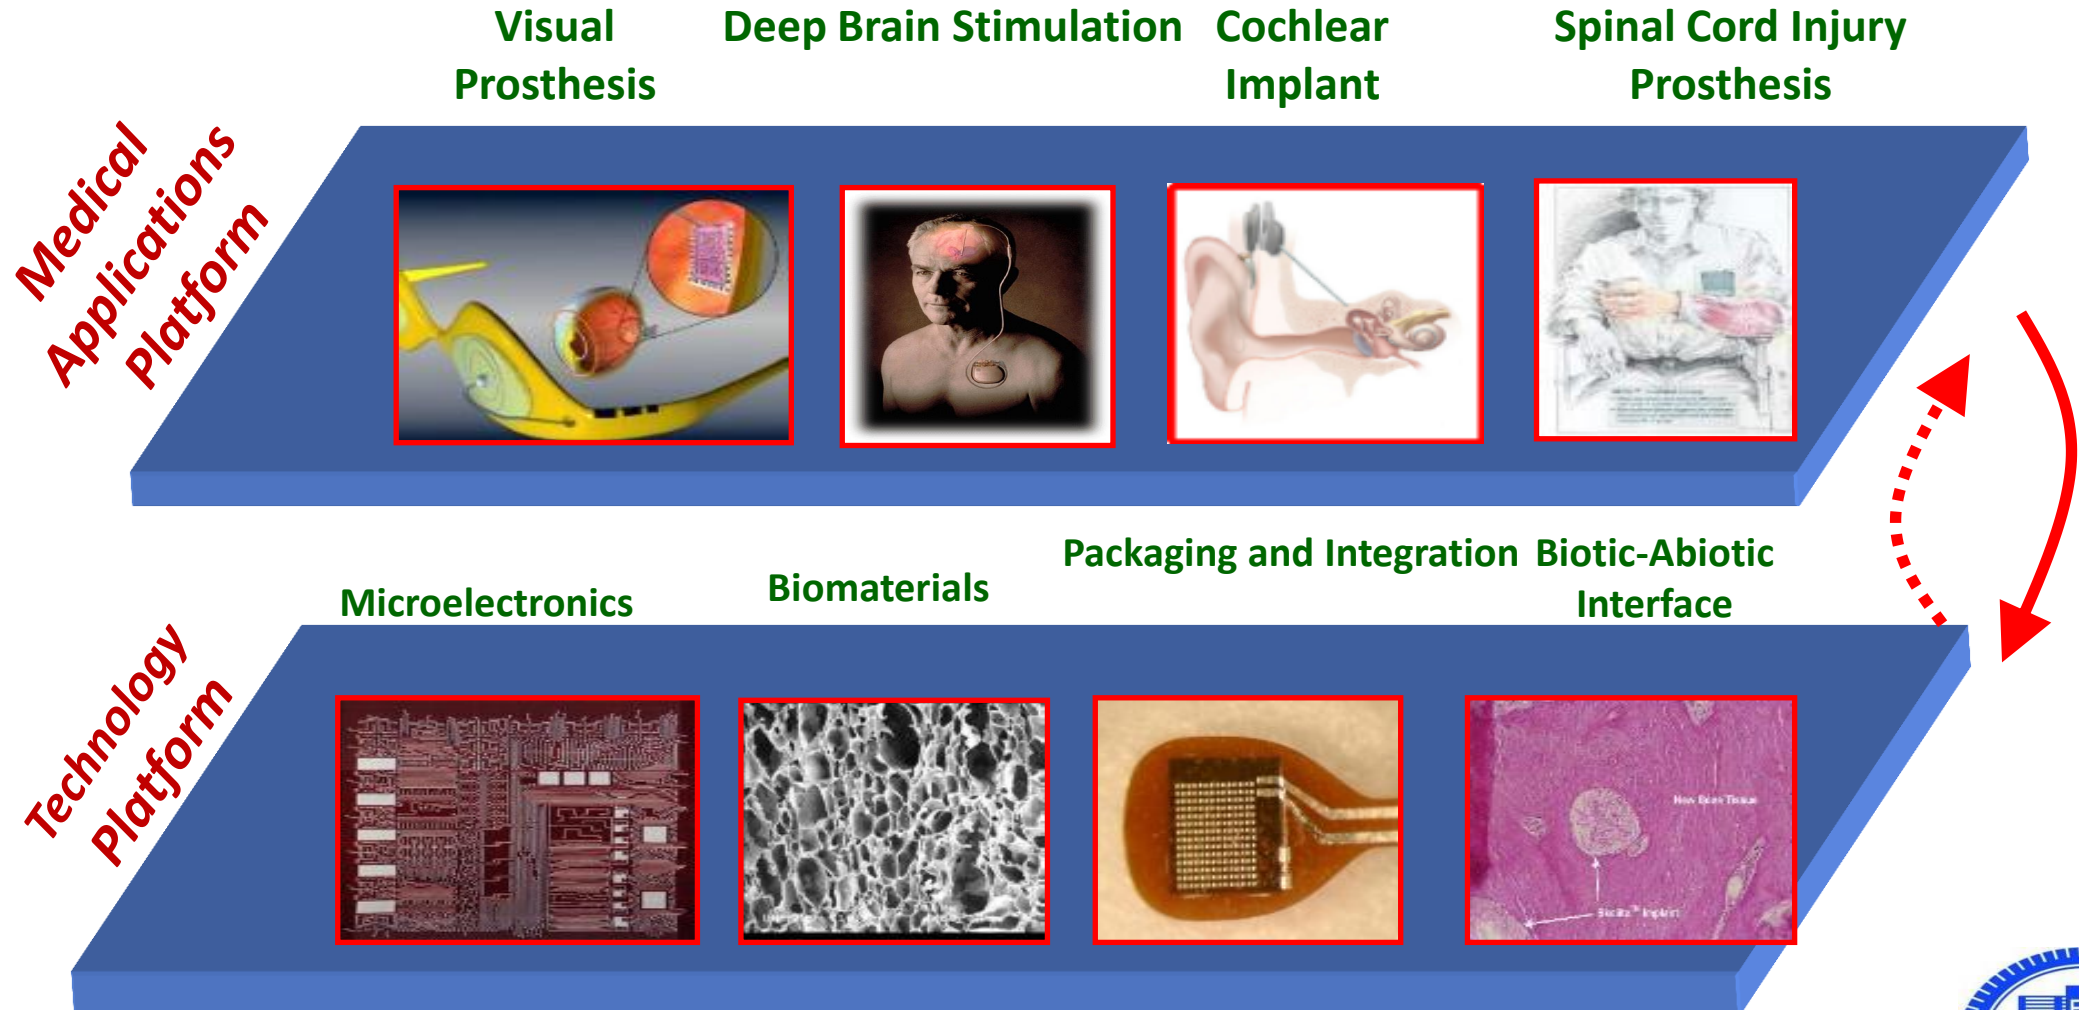 Visual
Prosthesis
Deep Brain Stimulation
Cochlear
Implant
Spinal Cord Injury
Prosthesis
Medical
Applications
Platform
Microelectronics
Biomaterials
Packaging and Integration
Biotic-Abiotic
Interface
Technology
Platform
New Bone Tissue
Implant